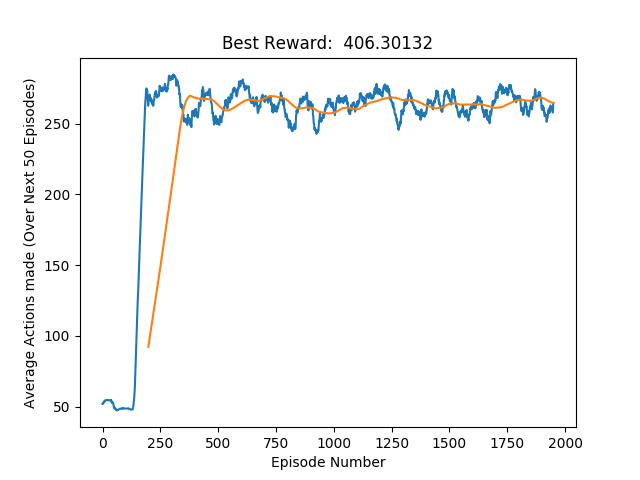 Best Reward:  406.30132
Average Actions made (Over Next 50 Episodes)
250
200
150
100
50
0 250 500 750 1000 1250 1500 1750 2000
Episode Number